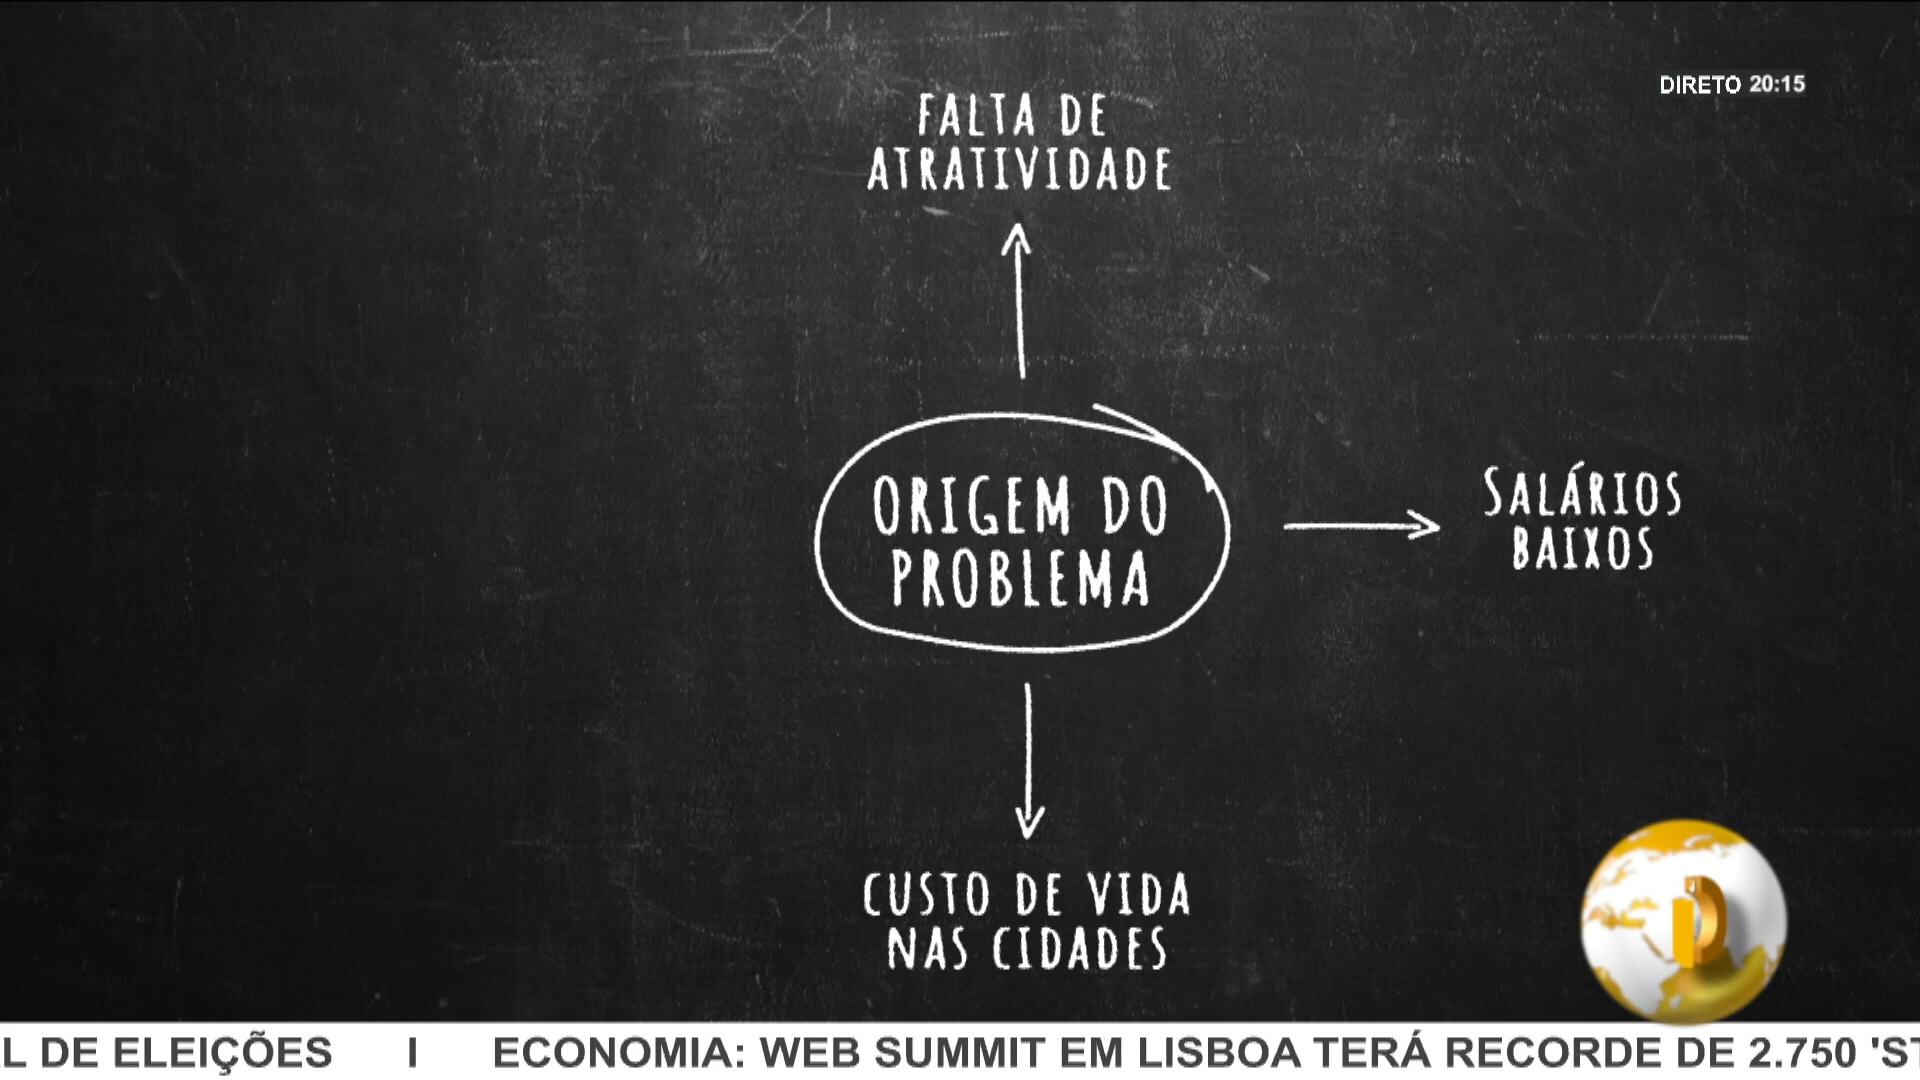 DIRETO 20:15
FALTA DE
ATRATIVIDADE
ORIGEM DO
PROBLEMA
SALÁRIOS
BAIXOS
CUSTO DE VIDA
NAS CIDADES
L DE ELEIÇÕES I ECONOMIA: WEB SUMMIT EM LISBOA TERÁ RECORDE DE 2.750 'ST